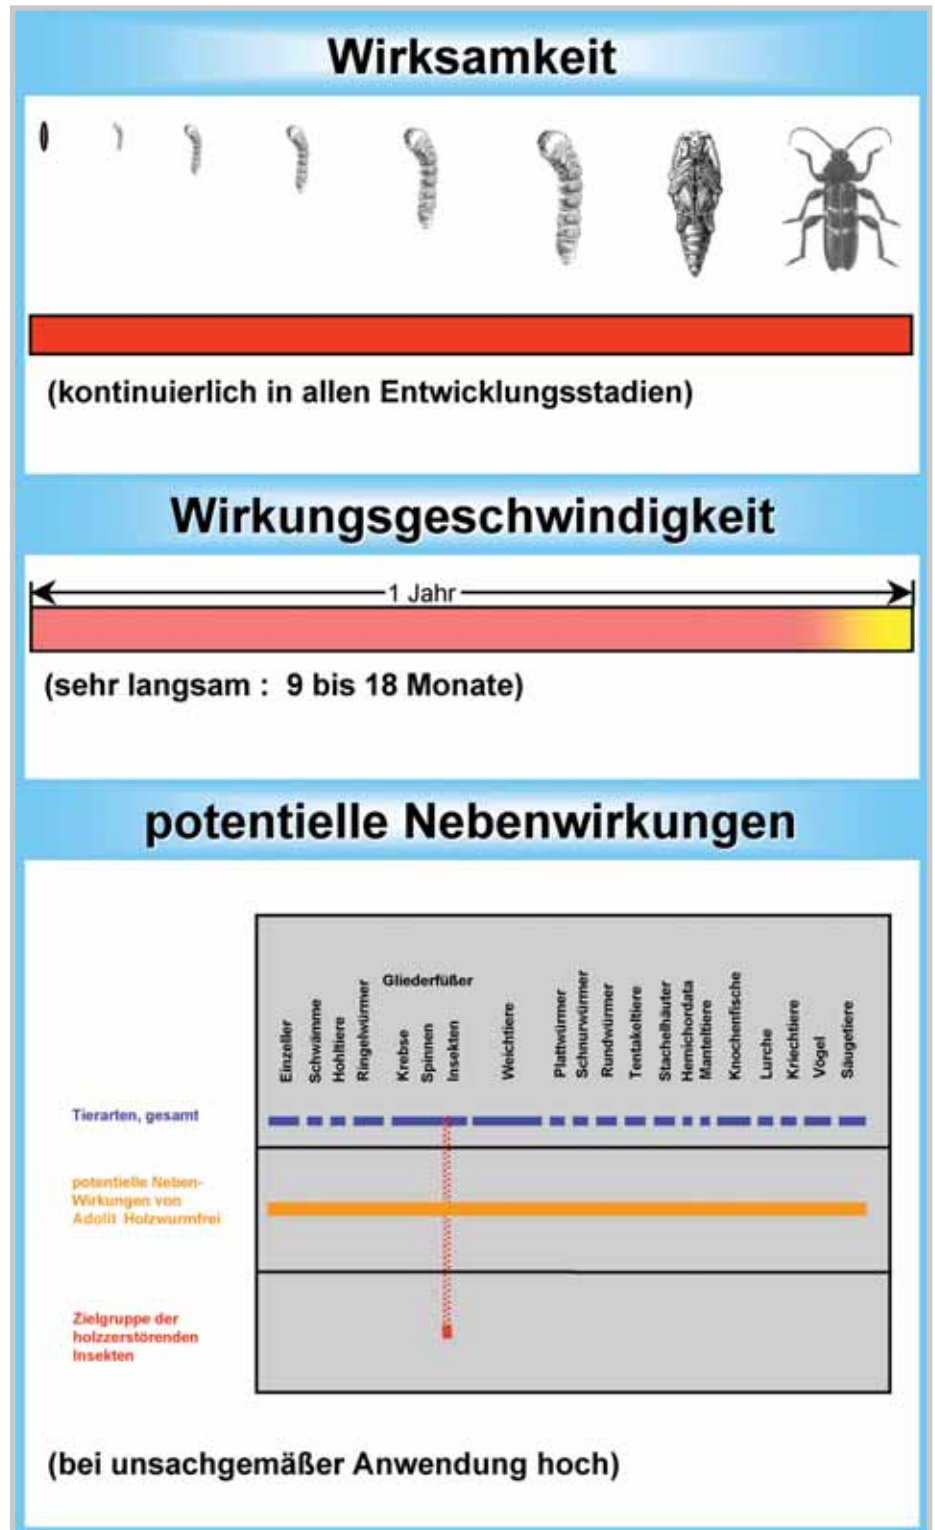 Wirksamkeit
(kontinuierlich in allen Entwicklungsstadien)
Wirkungsgeschwindigkeit
1 Jahr
(sehr langsam : 9 bis 18 Monate)
potentielle Nebenwirkungen
Gliederfüßer
Einzeller
Schwämme
Hohltiere
Ringelwürmer
Krebse
Spinnen
Insekten
Weichtiere
Plattwürmer
Schnurwürmer
Rundwürmer
Tentakeltiere
Stachelhäuter
Hemichordata
Manteltiere
Knochenfische
Lurche
Kriechtiere
Vögel
Säugetiere
Tierarten, gesamt
potentielle Neben-
Wirkungen von
Adolit Holzwurmfrei
Zielgruppe der
holzzerstörenden
Insekten
(bei unsachgemäßer Anwendung hoch)